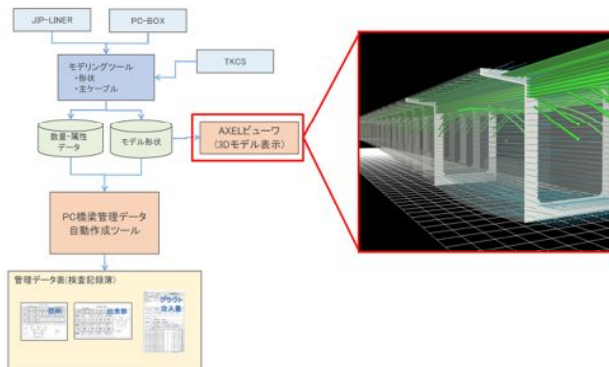 JIP-LINER
PC-BOX
TKCS
モデリングツール
・形状
・主ケーブル
数量・属性
データ
モデル形状
AXELビューワ
(3Dモデル表示)
PC橋梁管理データ
自動作成ツール
管理データ表(検査記録簿)
グラウト
注入量